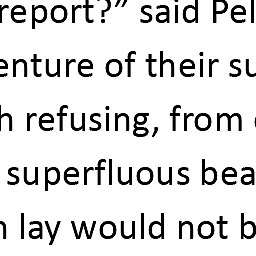 report?” said Pel
enture of their su
h refusing, from
superfluous bea
n lay would not b